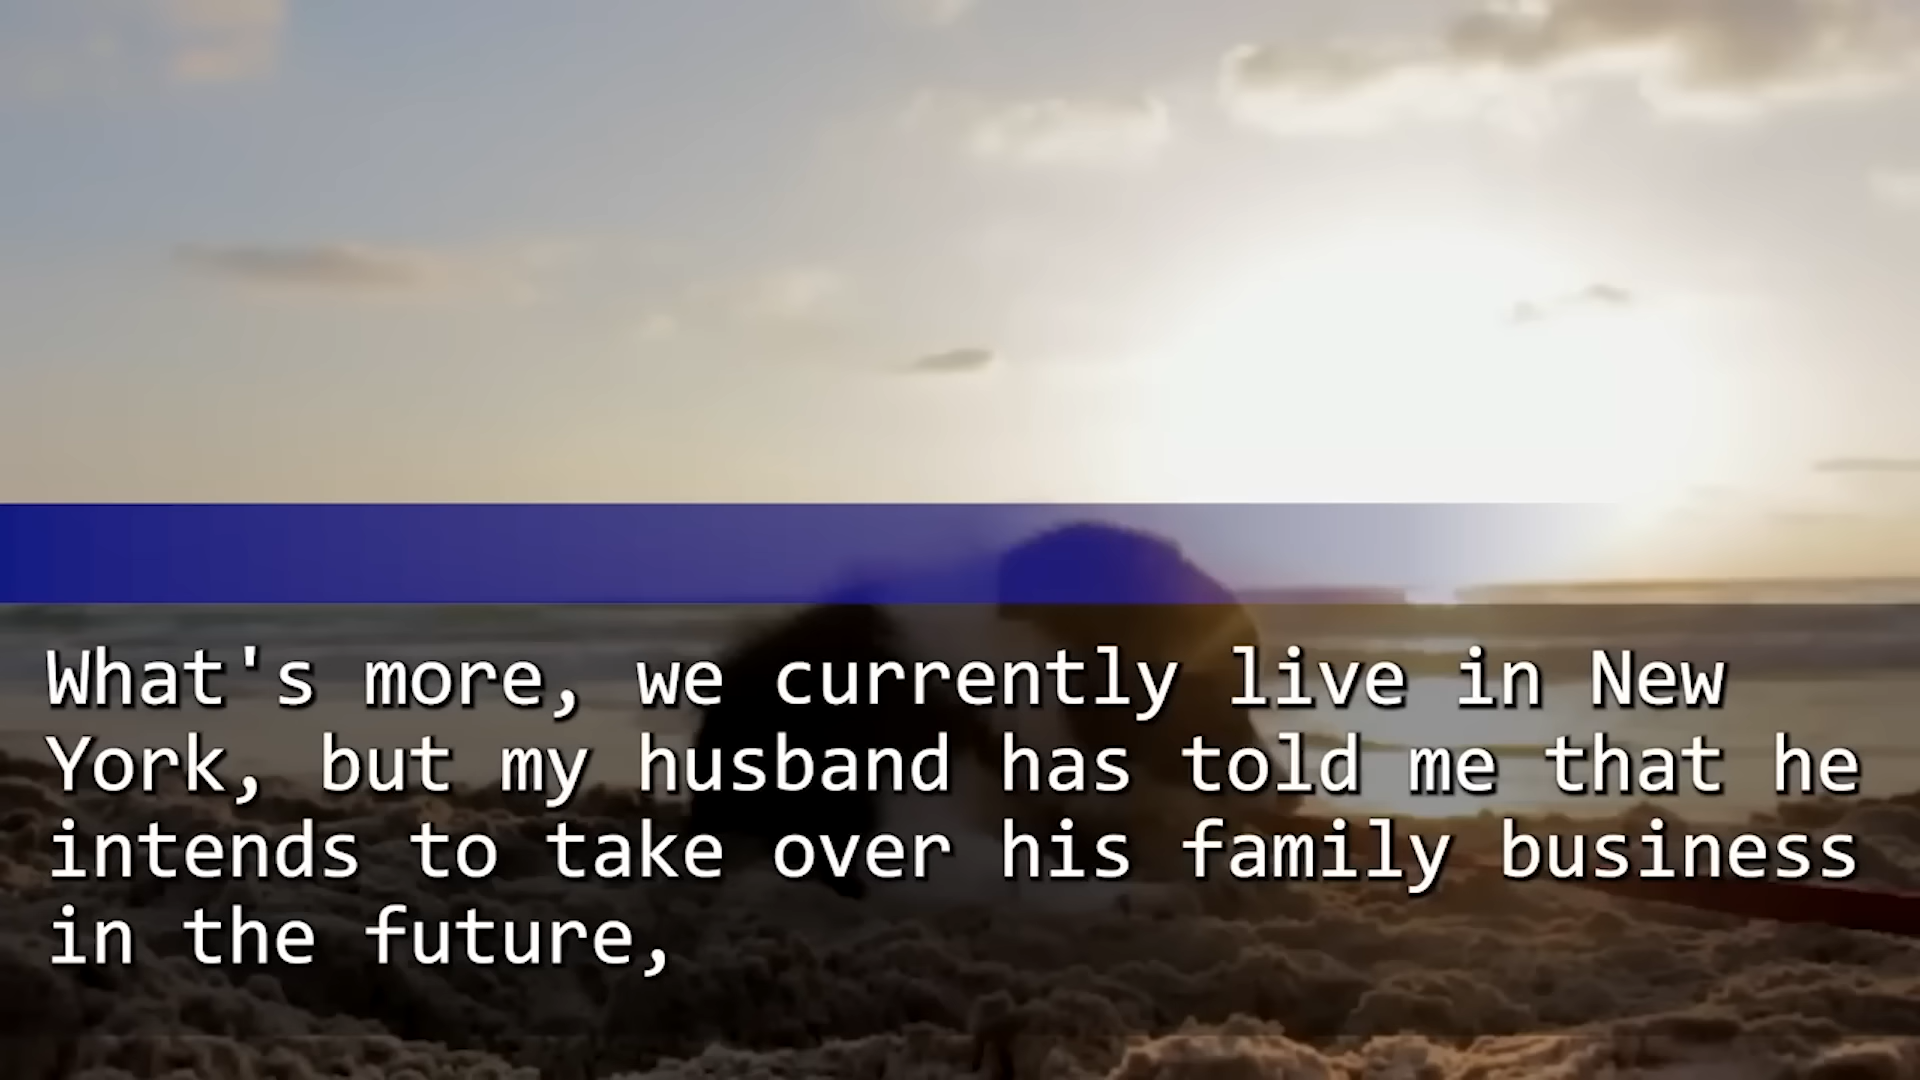 What's more, we currently live in New
York, but my husband has told me that he
intends to take over his family business
in the future,